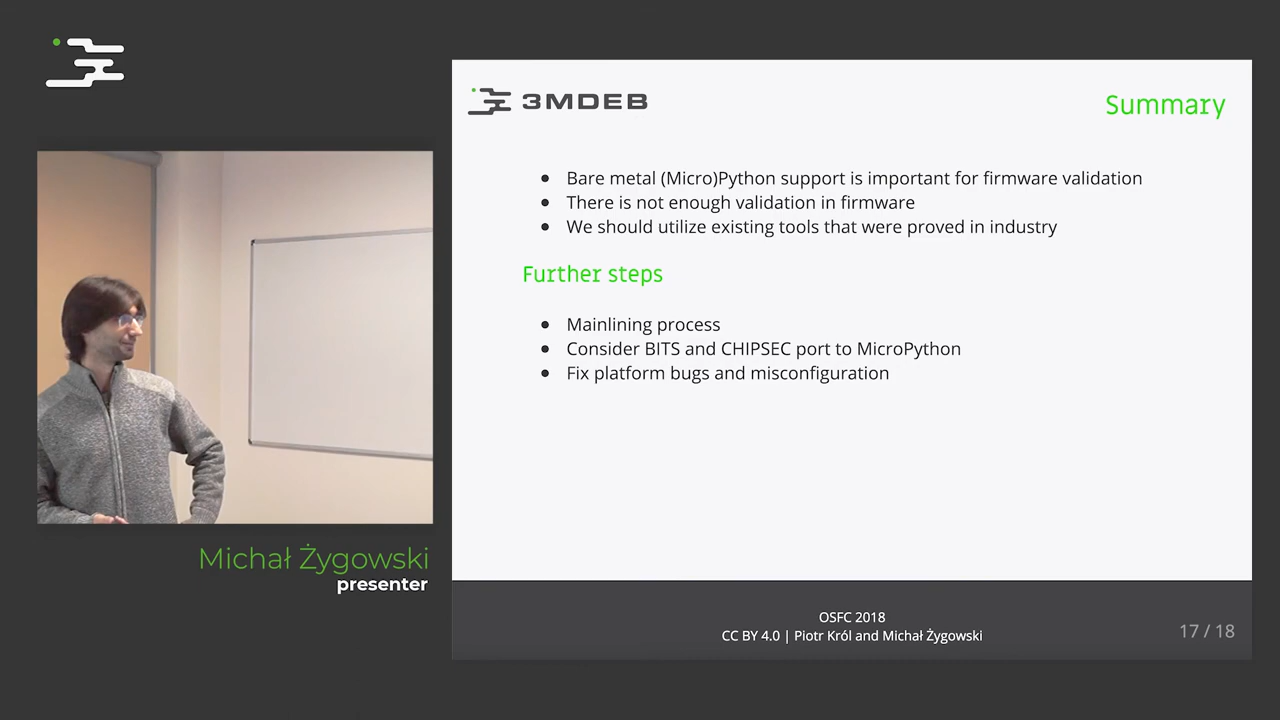 3MDEB
Summary
Bare metal (Micro)Python support is important for firmware validation
There is not enough validation in firmware
We should utilize existing tools that were proved in industry
Further steps
Mainlining process
Consider BITS and CHIPSEC port to MicroPython
Fix platform bugs and misconfiguration
Michał Żygowski
presenter
OSFC 2018
CC BY 4.0 | Piotr Król and Michał Żygowski
17 / 18